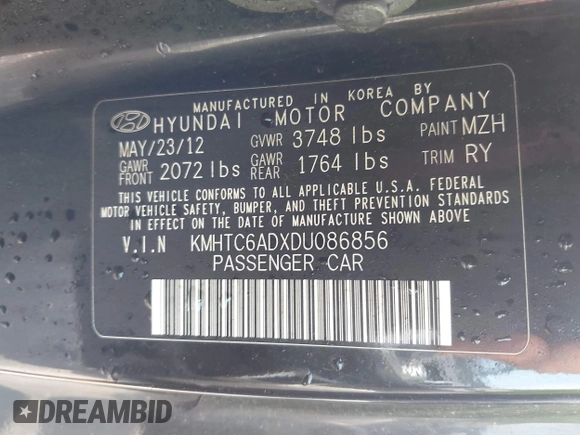 MANUFACTURED IN KOREA BY
HYUNDAI MOTOR COMPANY
MAY/23/12 GVWR 3748 lbs PAINT MZH
GAWR FRONT 2072 lbs GAWR REAR 1764 lbs TRIM RY
THIS VEHICLE CONFORMS TO ALL APPLICABLE U.S.A. FEDERAL
MOTOR VEHICLE SAFETY, BUMPER, AND THEFT PREVENTION STANDARDS
IN EFFECT ON THE DATE OF MANUFACTURE SHOWN ABOVE
V.I.N KMHTC6ADXDU086856
PASSENGER CAR
DREAMBID